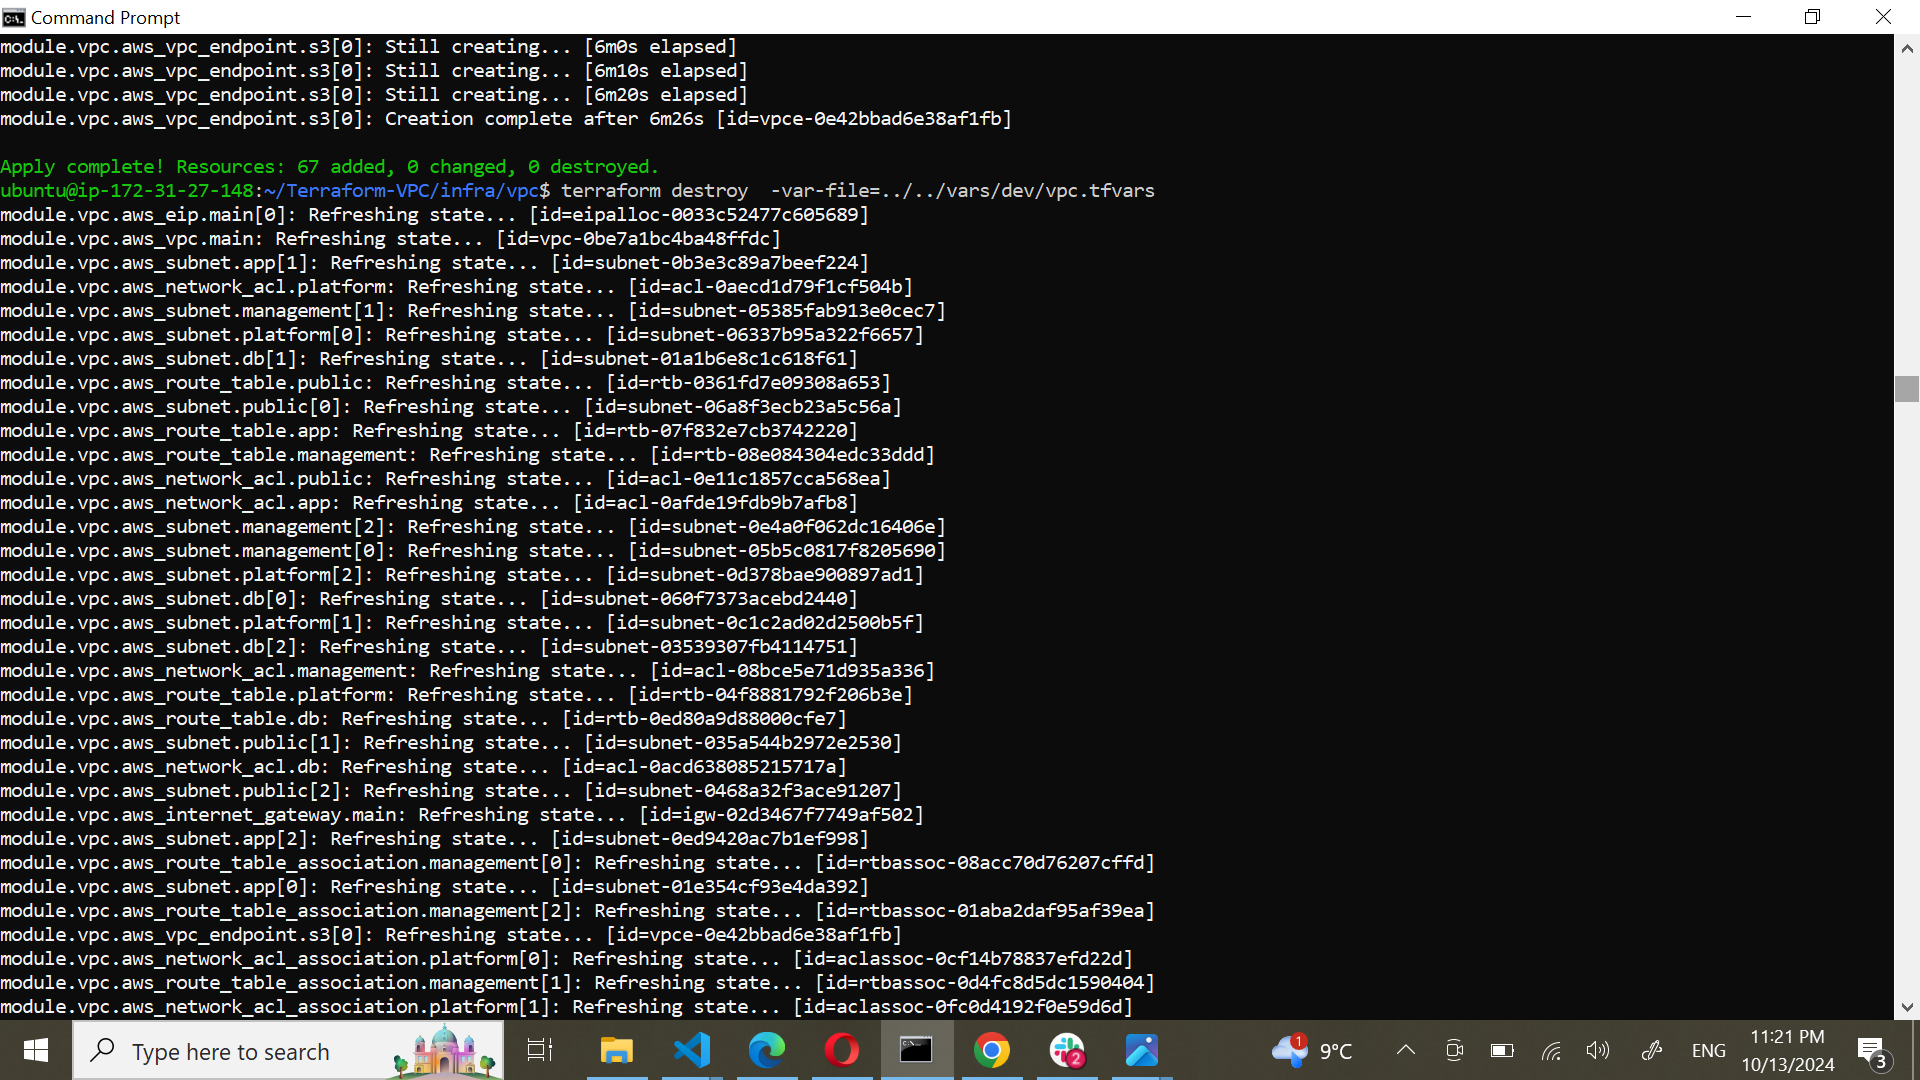 Command Prompt
module.vpc.aws_vpc_endpoint.s3[0]: Still creating... [6m0s elapsed]
module.vpc.aws_vpc_endpoint.s3[0]: Still creating... [6m10s elapsed]
module.vpc.aws_vpc_endpoint.s3[0]: Still creating... [6m20s elapsed]
module.vpc.aws_vpc_endpoint.s3[0]: Creation complete after 6m26s [id=vpce-0e42bbad6e38af1fb]
Apply complete! Resources: 67 added, 0 changed, 0 destroyed.
ubuntu@ip-172-31-27-148:~/Terraform-VPC/infra/vpc$ terraform destroy  -var-file=../../vars/dev/vpc.tfvars
module.vpc.aws_eip.main[0]: Refreshing state... [id=eipalloc-0033c52477c605689]
module.vpc.aws_vpc.main: Refreshing state... [id=vpc-0be7a1bc4ba48ffdc]
module.vpc.aws_subnet.app[1]: Refreshing state... [id=subnet-0b3e3c89a7beef224]
module.vpc.aws_network_acl.platform: Refreshing state... [id=acl-0aecd1d79f1cf504b]
module.vpc.aws_subnet.management[1]: Refreshing state... [id=subnet-05385fab913e0cec7]
module.vpc.aws_subnet.platform[0]: Refreshing state... [id=subnet-06337b95a322f6657]
module.vpc.aws_subnet.db[1]: Refreshing state... [id=subnet-01a1b6e8c1c618f61]
module.vpc.aws_route_table.public: Refreshing state... [id=rtb-0361fd7e09308a653]
module.vpc.aws_subnet.public[0]: Refreshing state... [id=subnet-06a8f3ecb23a5c56a]
module.vpc.aws_route_table.app: Refreshing state... [id=rtb-07f832e7cb3742220]
module.vpc.aws_route_table.management: Refreshing state... [id=rtb-08e084304edc33ddd]
module.vpc.aws_network_acl.public: Refreshing state... [id=acl-0e11c1857cca568ea]
module.vpc.aws_network_acl.app: Refreshing state... [id=acl-0afde19fdb9b7afb8]
module.vpc.aws_subnet.management[2]: Refreshing state... [id=subnet-0e4a0f062dc16406e]
module.vpc.aws_subnet.management[0]: Refreshing state... [id=subnet-05b5c0817f8205690]
module.vpc.aws_subnet.platform[2]: Refreshing state... [id=subnet-0d378bae900897ad1]
module.vpc.aws_subnet.db[0]: Refreshing state... [id=subnet-060f7373acebd2440]
module.vpc.aws_subnet.platform[1]: Refreshing state... [id=subnet-0c1c2ad02d2500b5f]
module.vpc.aws_subnet.db[2]: Refreshing state... [id=subnet-03539307fb4114751]
module.vpc.aws_network_acl.management: Refreshing state... [id=acl-08bce5e71d935a336]
module.vpc.aws_route_table.platform: Refreshing state... [id=rtb-04f8881792f206b3e]
module.vpc.aws_route_table.db: Refreshing state... [id=rtb-0ed80a9d88000cfe7]
module.vpc.aws_subnet.public[1]: Refreshing state... [id=subnet-035a544b2972e2530]
module.vpc.aws_network_acl.db: Refreshing state... [id=acl-0acd638085215717a]
module.vpc.aws_subnet.public[2]: Refreshing state... [id=subnet-0468a32f3ace91207]
module.vpc.aws_internet_gateway.main: Refreshing state... [id=igw-02d3467f7749af502]
module.vpc.aws_subnet.app[2]: Refreshing state... [id=subnet-0ed9420ac7b1ef998]
module.vpc.aws_route_table_association.management[0]: Refreshing state... [id=rtbassoc-08acc70d76207cffd]
module.vpc.aws_subnet.app[0]: Refreshing state... [id=subnet-01e354cf93e4da392]
module.vpc.aws_route_table_association.management[2]: Refreshing state... [id=rtbassoc-01aba2daf95af39ea]
module.vpc.aws_vpc_endpoint.s3[0]: Refreshing state... [id=vpce-0e42bbad6e38af1fb]
module.vpc.aws_network_acl_association.platform[0]: Refreshing state... [id=aclassoc-0cf14b78837efd22d]
module.vpc.aws_route_table_association.management[1]: Refreshing state... [id=rtbassoc-0d4fc8d5dc1590404]
module.vpc.aws_network_acl_association.platform[1]: Refreshing state... [id=aclassoc-0fc0d4192f0e59d6d]
Type here to search
2
1
9°C
ENG
11:21 PM
10/13/2024
3